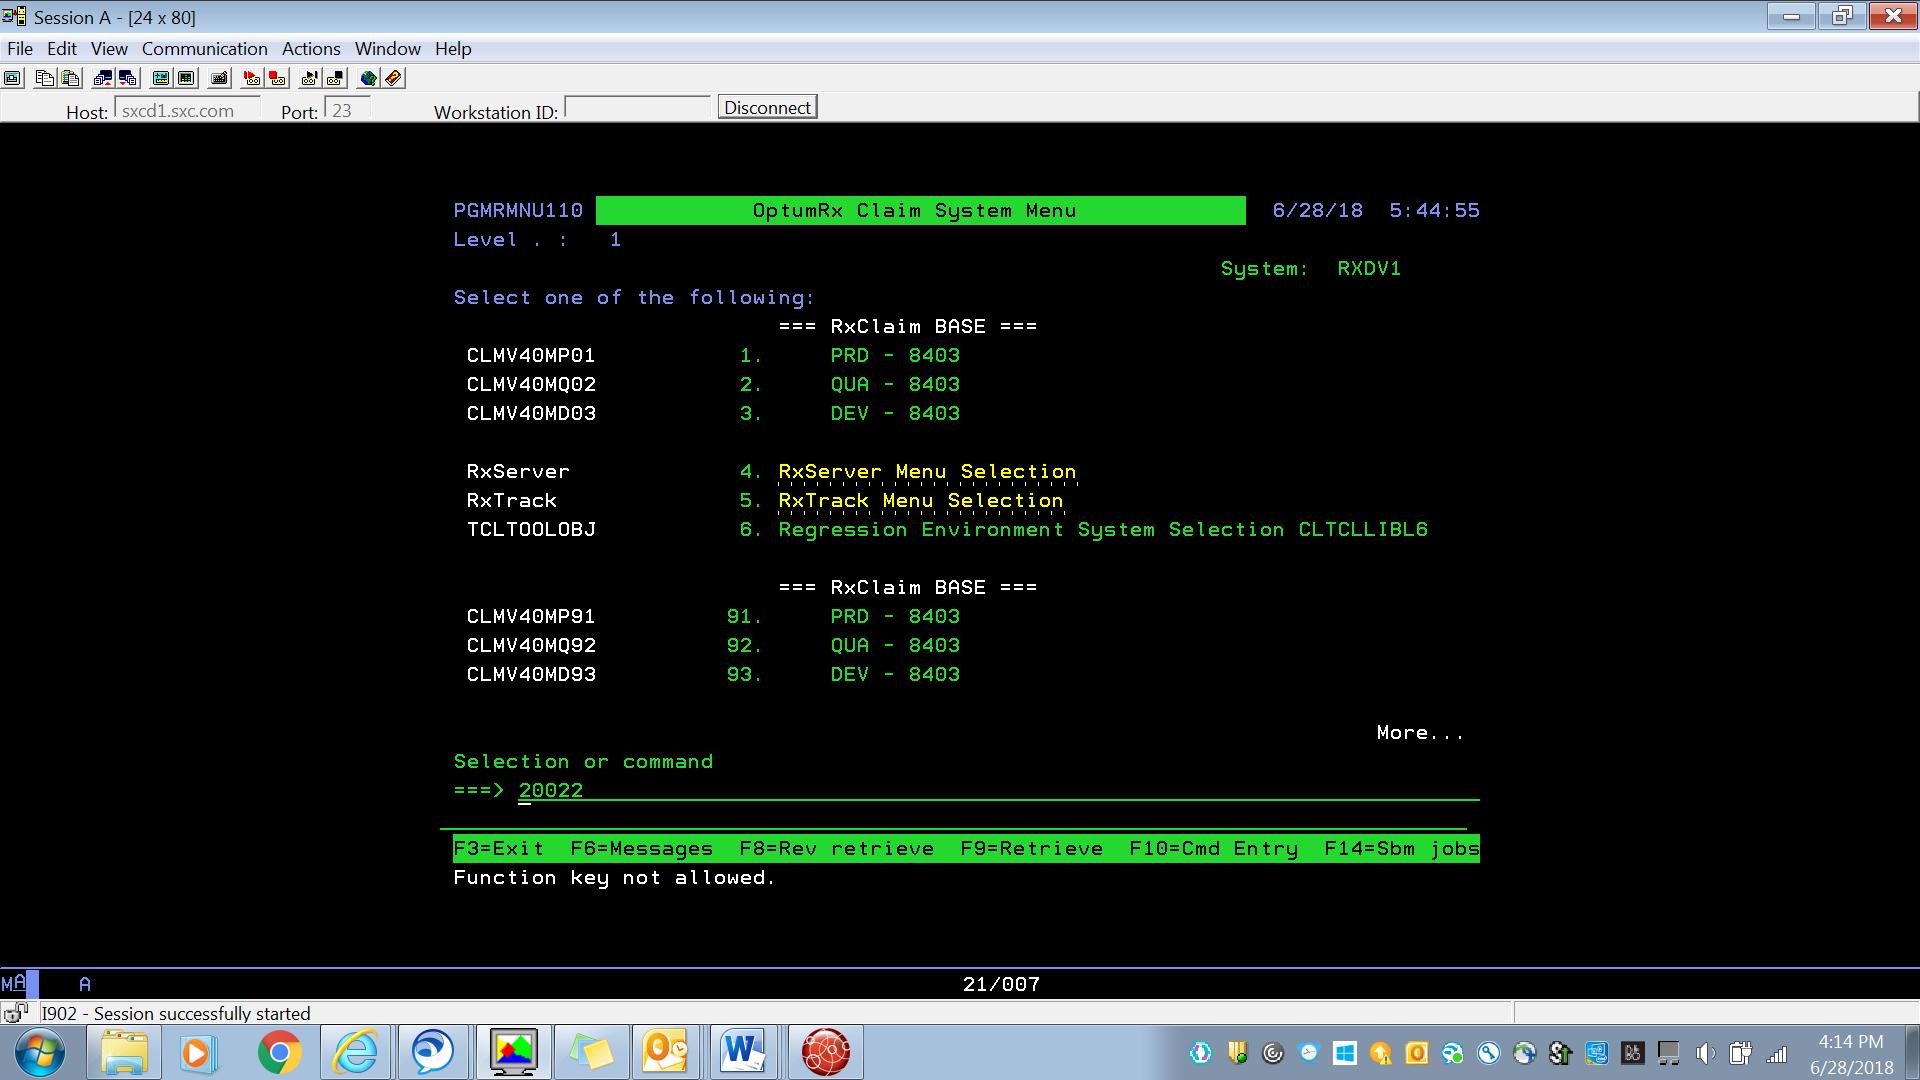 Session A - [24 x 80]
File Edit View Communication Actions Window Help
Host: sxcd1.sxc.com Port: 23 Workstation ID: Disconnect
PGMRMNU110 OptumRx Claim System Menu 6/28/18 5:44:55
Level . : 1
System: RXDV1
Select one of the following:
=== RxClaim BASE ===
CLMV40MP01 1. PRD - 8403
CLMV40MQ02 2. QUA - 8403
CLMV40MD03 3. DEV - 8403
RxServer 4. RxServer Menu Selection
RxTrack 5. RxTrack Menu Selection
TCLTOOLOBJ 6. Regression Environment System Selection CLTCLLIBL6
=== RxClaim BASE ===
CLMV40MP91 91. PRD - 8403
CLMV40MQ92 92. QUA - 8403
CLMV40MD93 93. DEV - 8403
More...
Selection or command
===> 20022
F3=Exit F6=Messages F8=Rev retrieve F9=Retrieve F10=Cmd Entry F14=Sbm jobs
Function key not allowed.
MA A 21/007
I902 - Session successfully started
4:14 PM
6/28/2018